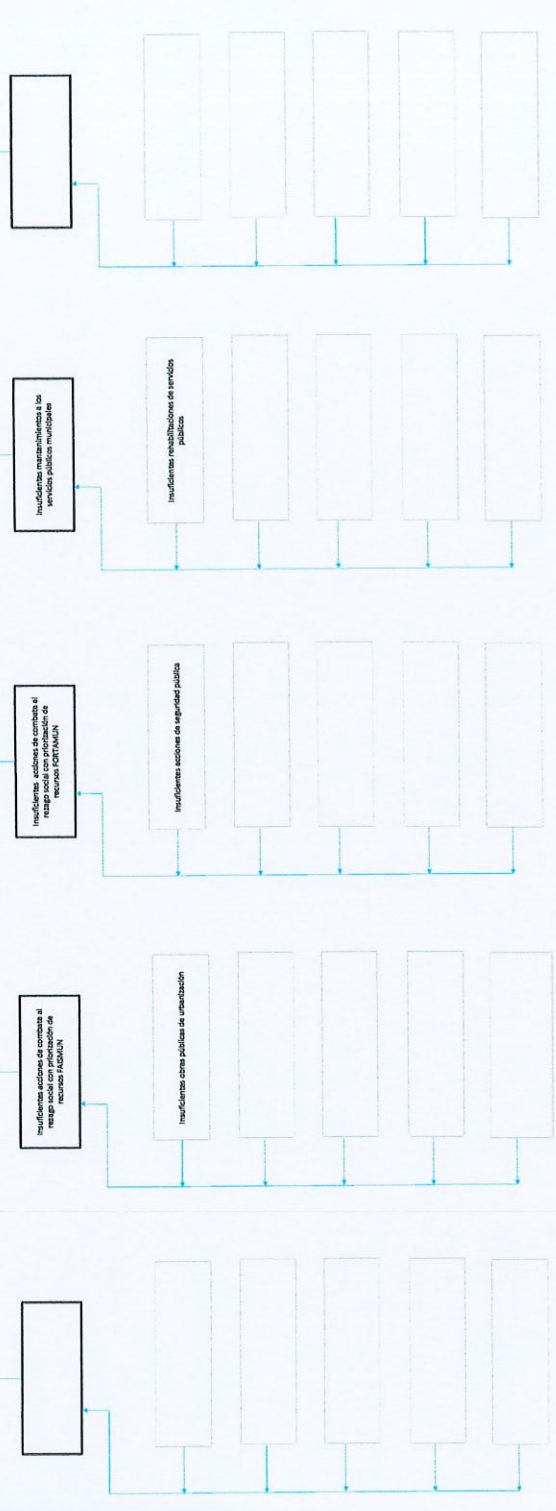 Insuficientes acciones de combata al
rezago social con priorización de
recursos FAISMUN
Insuficientes obras públicas de urbanización
Insuficientes acciones de combata al
rezago social con priorización de
recursos FORTAMUN
Insuficientes acciones de seguridad pública
Insuficientes mantenimientos a los
servicios públicos municipales
Insuficientes rehabilitaciones de servicios
públicos